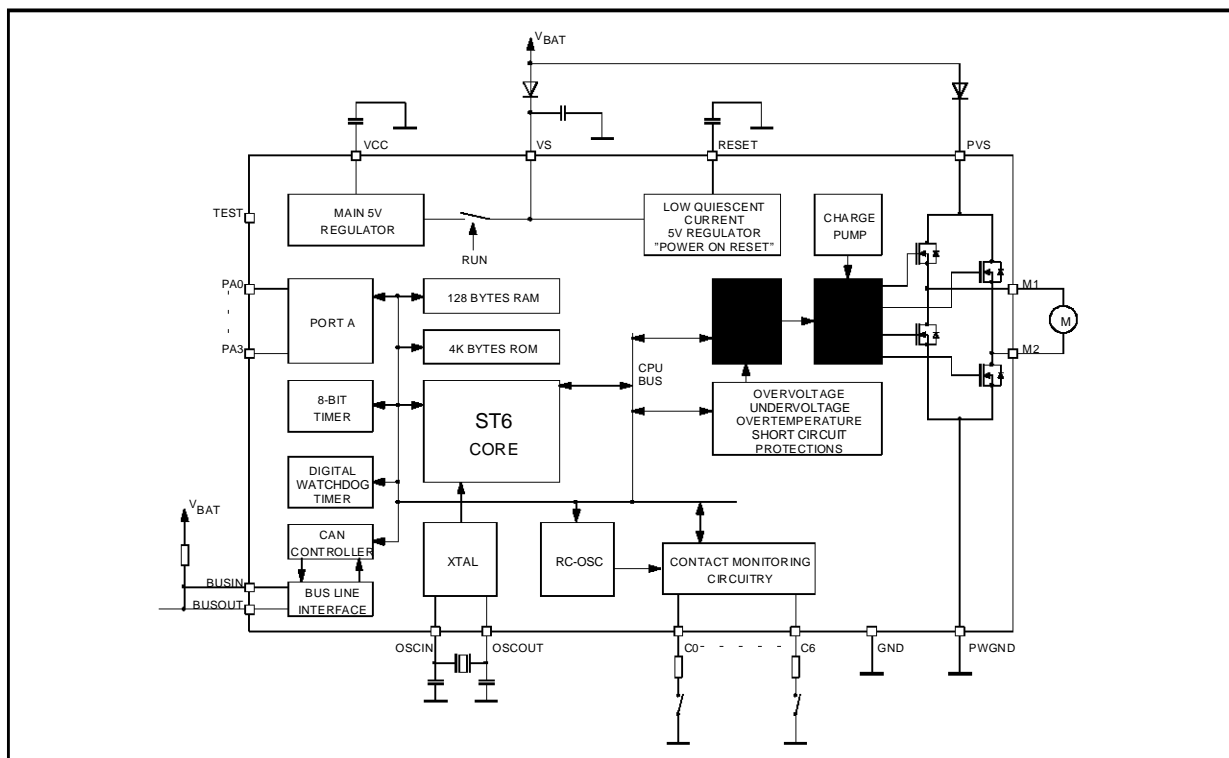 VBAT
VCC
VS
RESET
PVS
TEST
MAIN 5V
REGULATOR
RUN
LOW QUIESCENT
CURRENT
5V REGULATOR
"POWER ON RESET"
CHARGE
PUMP
PA0
PORT A
PA3
128 BYTES RAM
4K BYTES ROM
CPU
BUS
M1
M
M2
8-BIT
TIMER
ST6
CORE
OVERVOLTAGE
UNDERVOLTAGE
OVERTEMPERATURE
SHORT CIRCUIT
PROTECTIONS
DIGITAL
WATCHDOG
TIMER
VBAT
CAN
CONTROLLER
XTAL
RC-OSC
CONTACT MONITORING
CIRCUITRY
BUSIN
BUSOUT
BUS LINE
INTERFACE
OSCIN
OSCOUT
C0- - - - - - C6
GND
PWGND